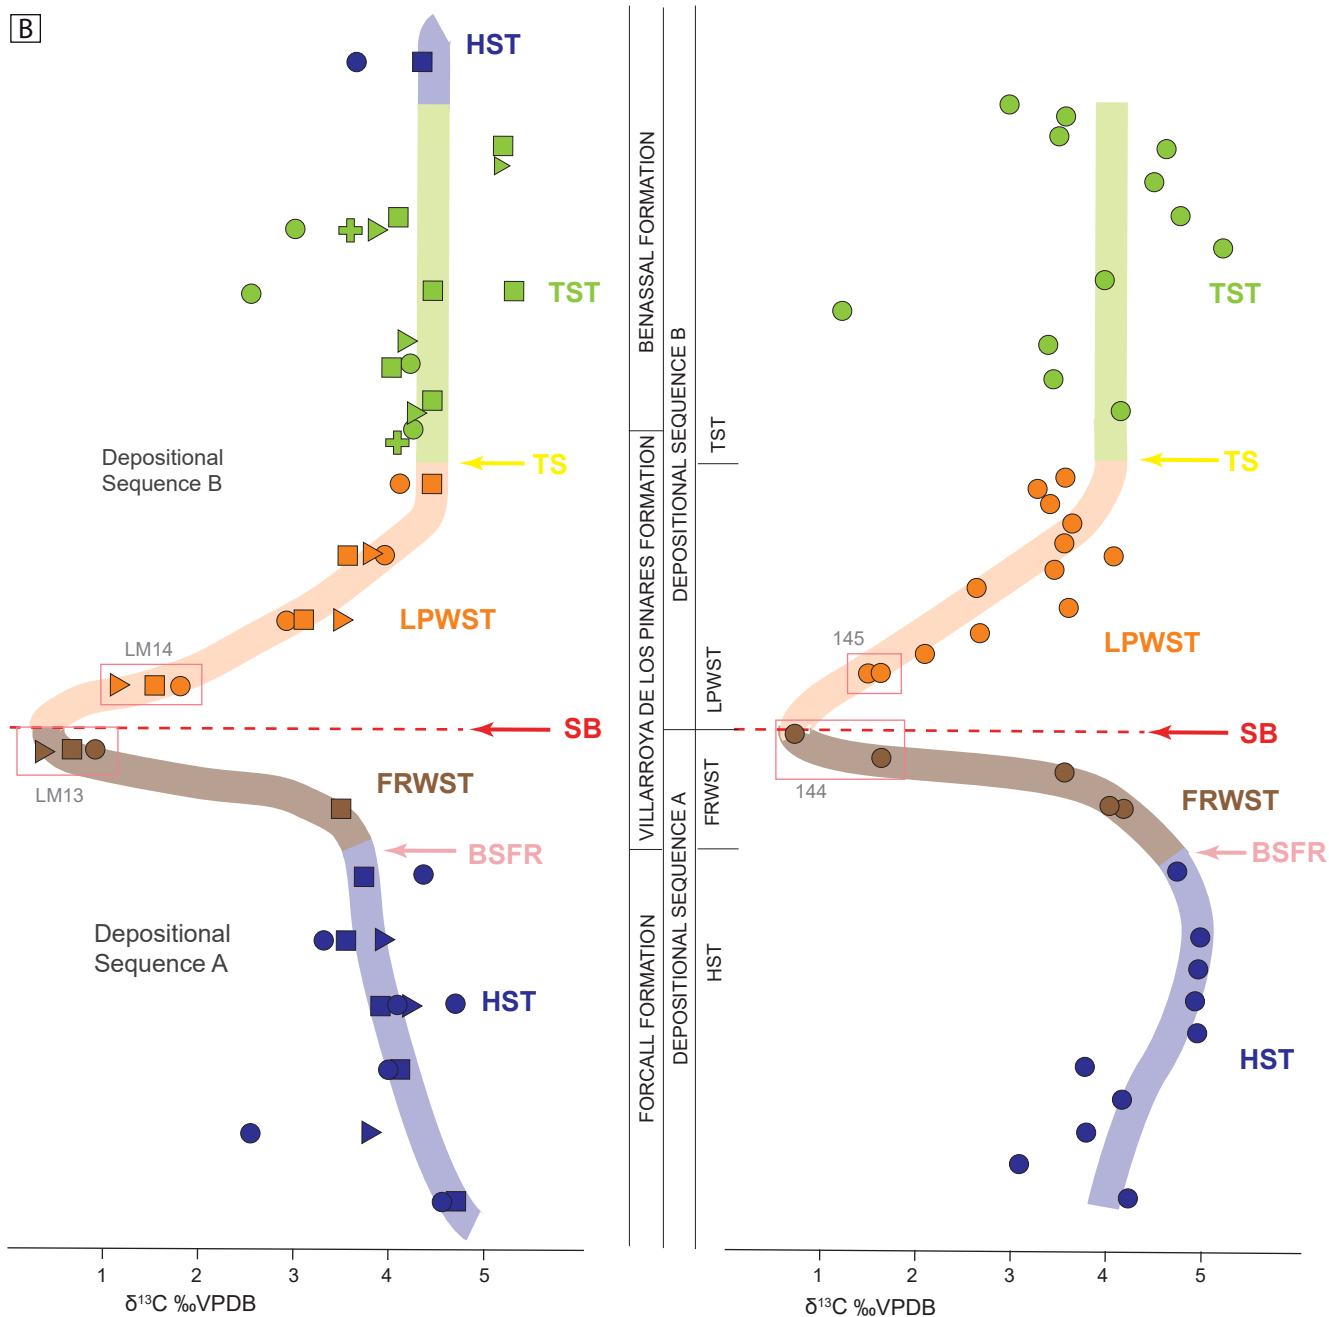 B
HST
TST
Depositional
Sequence B
TS
LPWST
LM14
SB
LM13
FRWST
BSFR
Depositional
Sequence A
HST
1 2 3 4 5
δ¹³C ‰VPDB
BENASSAL FORMATION
VILLARROYA DE LOS PINARES FORMATION
FORCALL FORMATION
DEPOSITIONAL SEQUENCE B
DEPOSITIONAL SEQUENCE A
TST
LPWST
FRWST
HST
TST
TS
145
LPWST
SB
144
FRWST
BSFR
HST
1 2 3 4 5
δ¹³C ‰VPDB